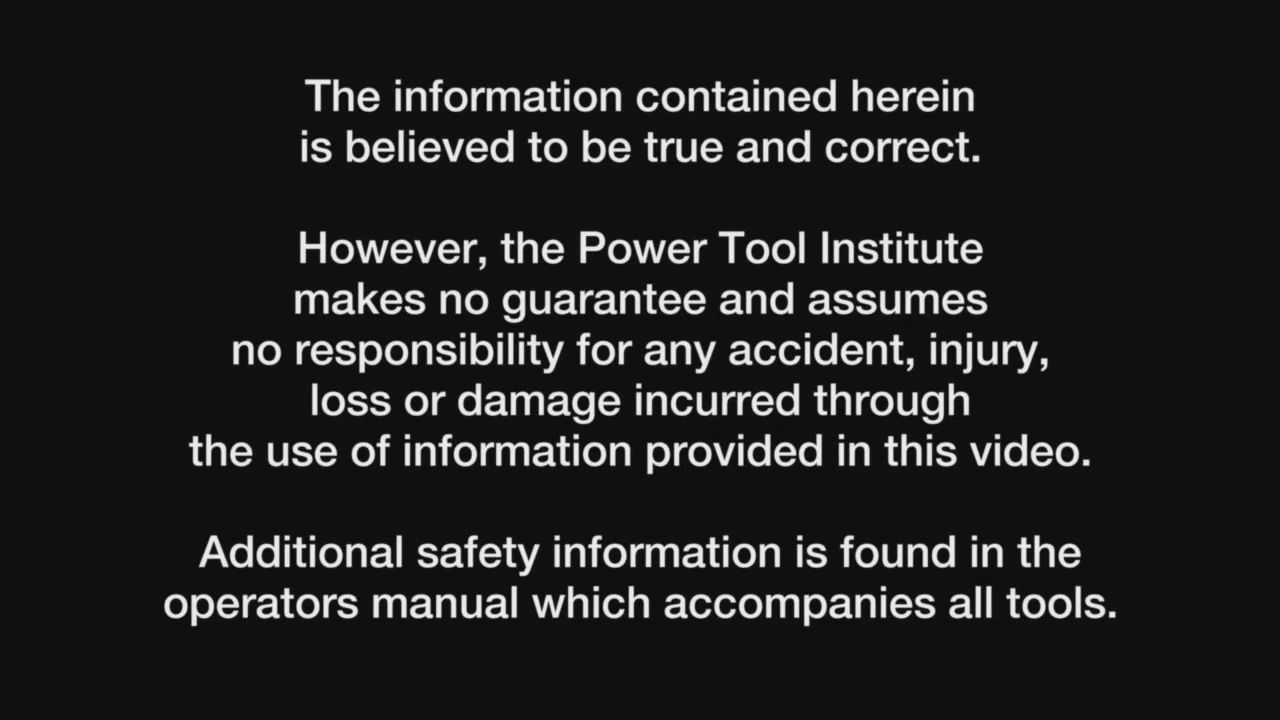 The information contained herein
is believed to be true and correct.
However, the Power Tool Institute
makes no guarantee and assumes
no responsibility for any accident, injury,
loss or damage incurred through
the use of information provided in this video.
Additional safety information is found in the
operators manual which accompanies all tools.